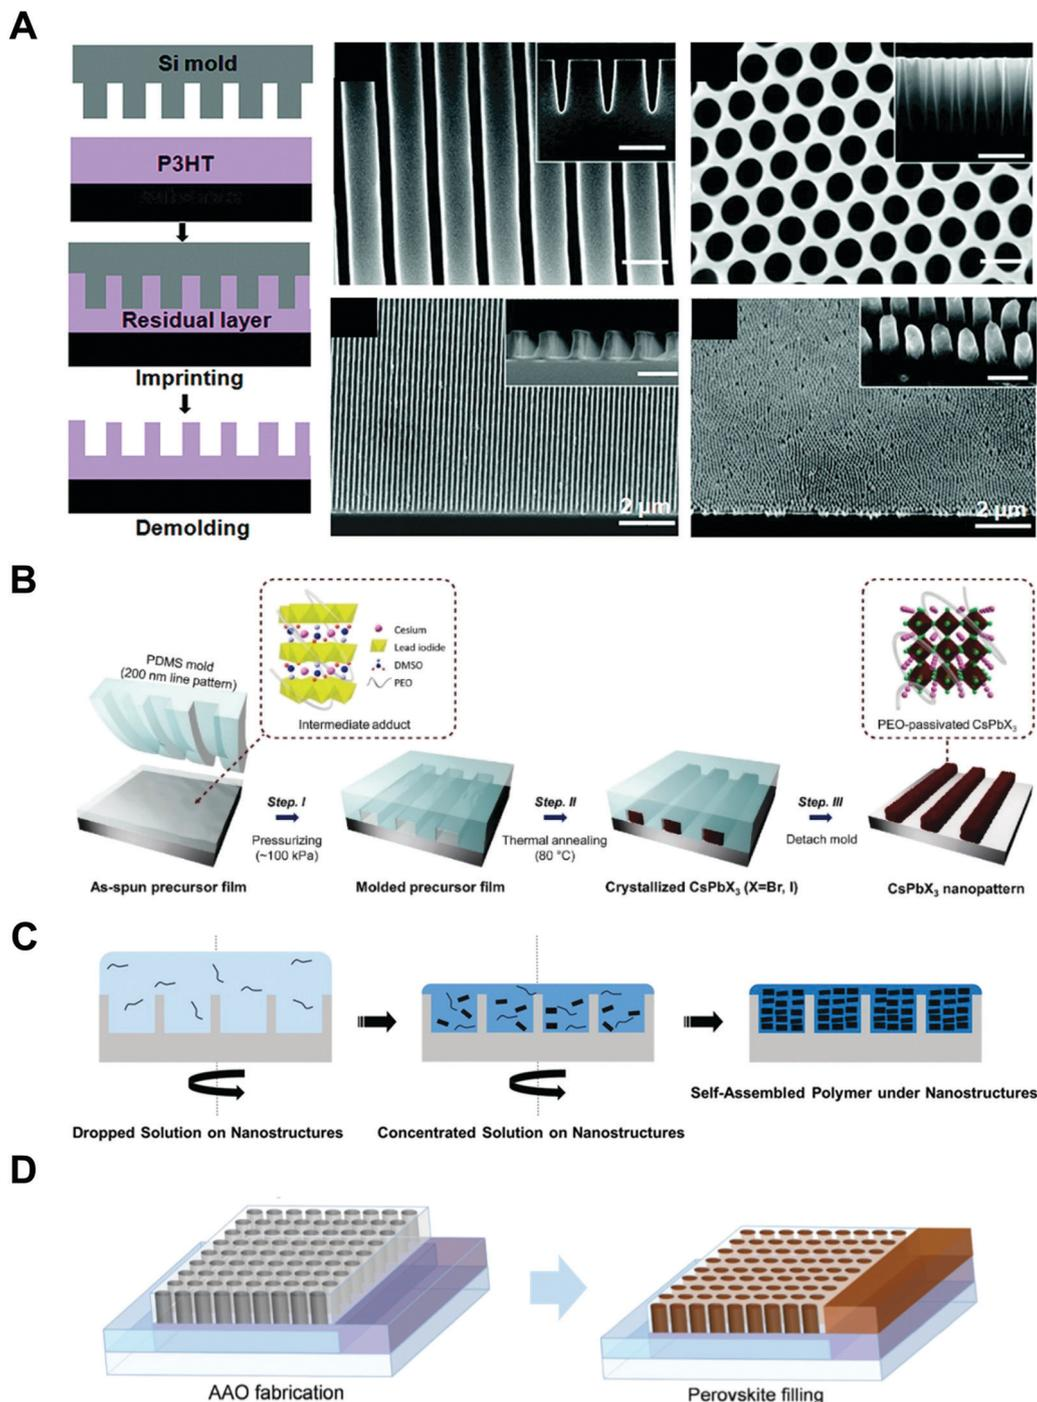 A
Si mold
P3HT
Residual layer
Imprinting
Demolding
2 μm
2 μm
B
PDMS mold
(200 nm line pattern)
Cesium
Lead iodide
DMSO
PEO
Intermediate adduct
PEO-passivated CsPbX₃
Step. I
Pressurizing
(~100 kPa)
Step. II
Thermal annealing
(80 °C)
Step. III
Detach mold
As-spun precursor film
Molded precursor film
Crystallized CsPbX₃ (X=Br, I)
CsPbX₃ nanopattern
C
Dropped Solution on Nanostructures
Concentrated Solution on Nanostructures
Self-Assembled Polymer under Nanostructures
D
AAO fabrication
Perovskite filling